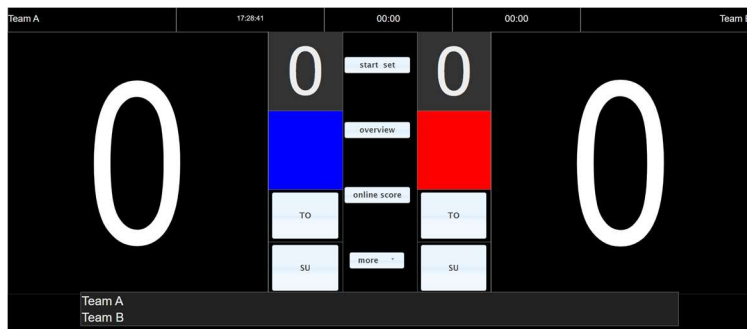 Team A 17:28:41 00:00 00:00 Team
0 0 start set 0 0
overview
online score
TO TO
more
SU SU
Team A
Team B